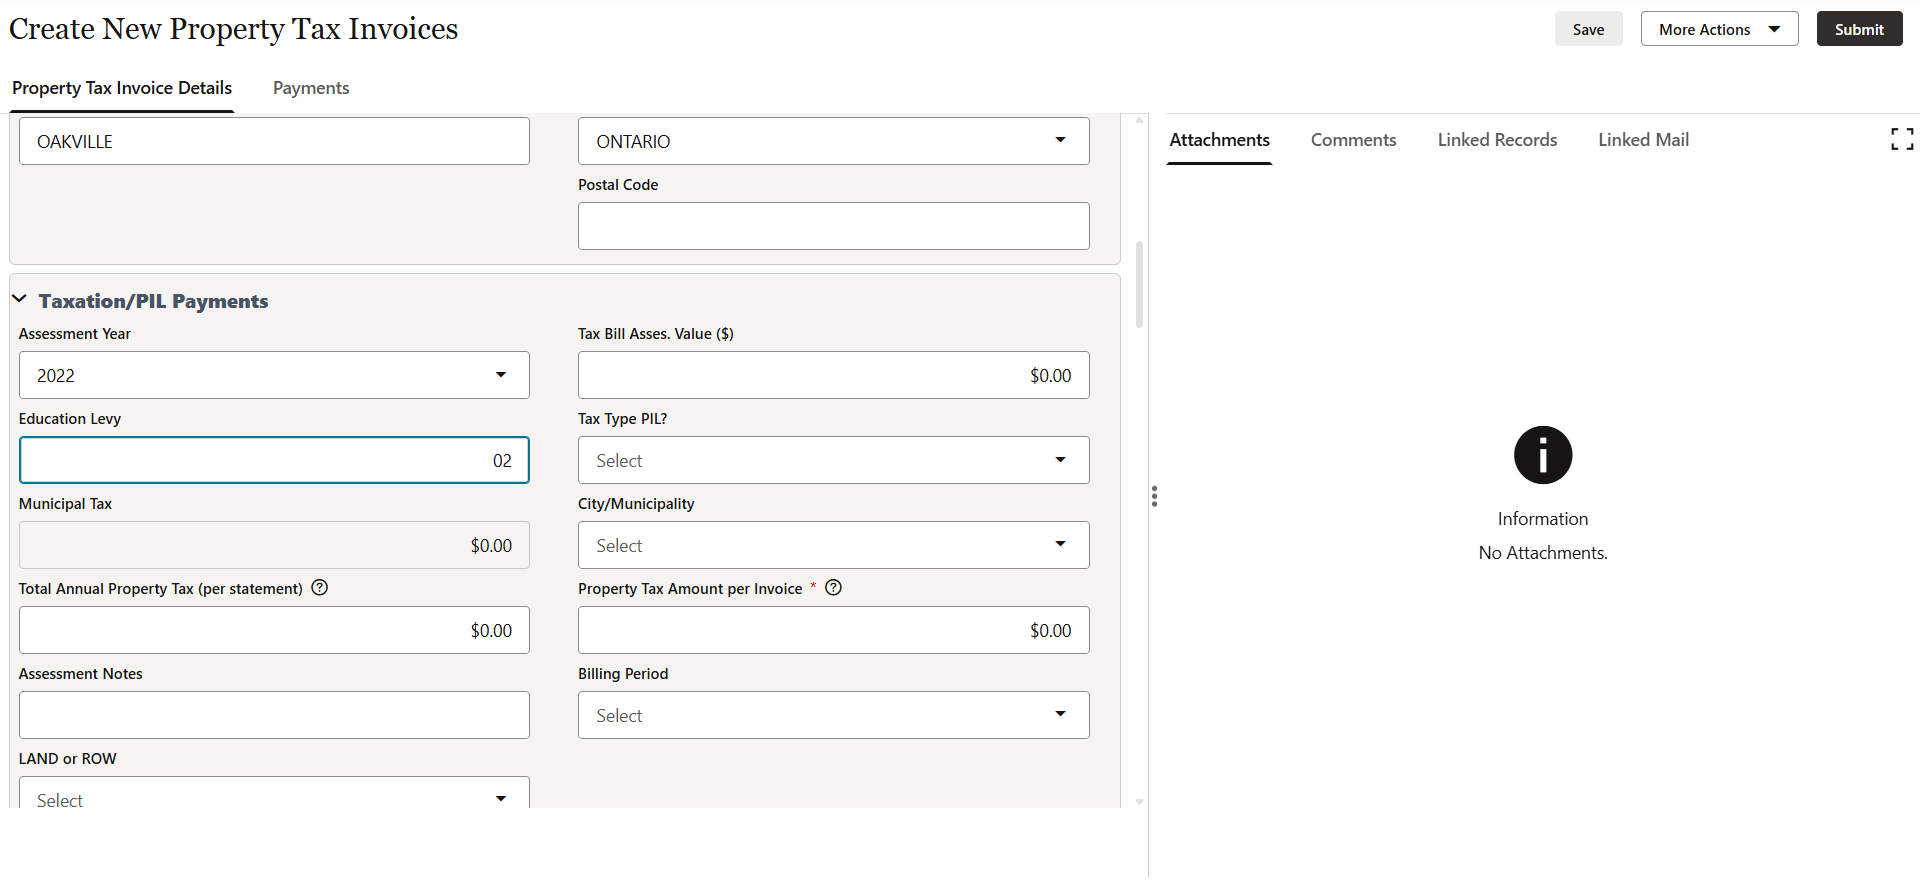 Create New Property Tax Invoices
Save
More Actions
Submit
Property Tax Invoice Details
Payments
OAKVILLE
ONTARIO
Postal Code
Taxation/PIL Payments
Assessment Year
Tax Bill Asses. Value ($)
2022
$0.00
Education Levy
Tax Type PIL?
02
Select
Municipal Tax
City/Municipality
$0.00
Select
Total Annual Property Tax (per statement)
Property Tax Amount per Invoice *
$0.00
$0.00
Assessment Notes
Billing Period
Select
LAND or ROW
Select
Attachments
Comments
Linked Records
Linked Mail
Information
No Attachments.